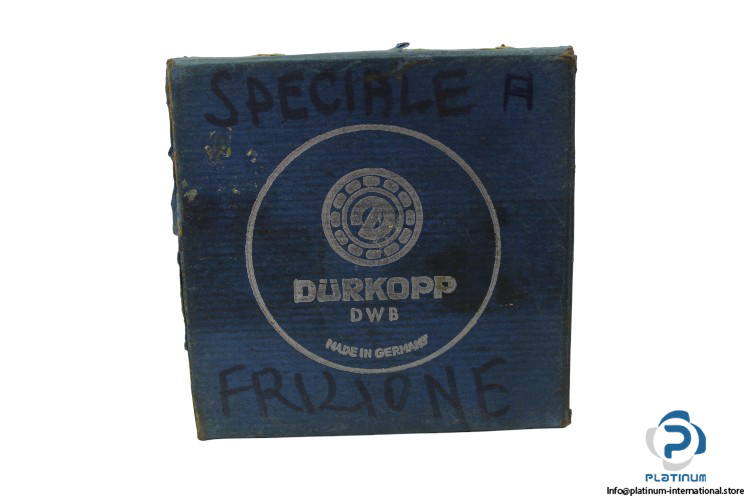 SPECIALE A
DÜRKOPP
DWB
MADE IN GERMANY
FRIZIONE
PLATINUM
Info@platinum-international.store